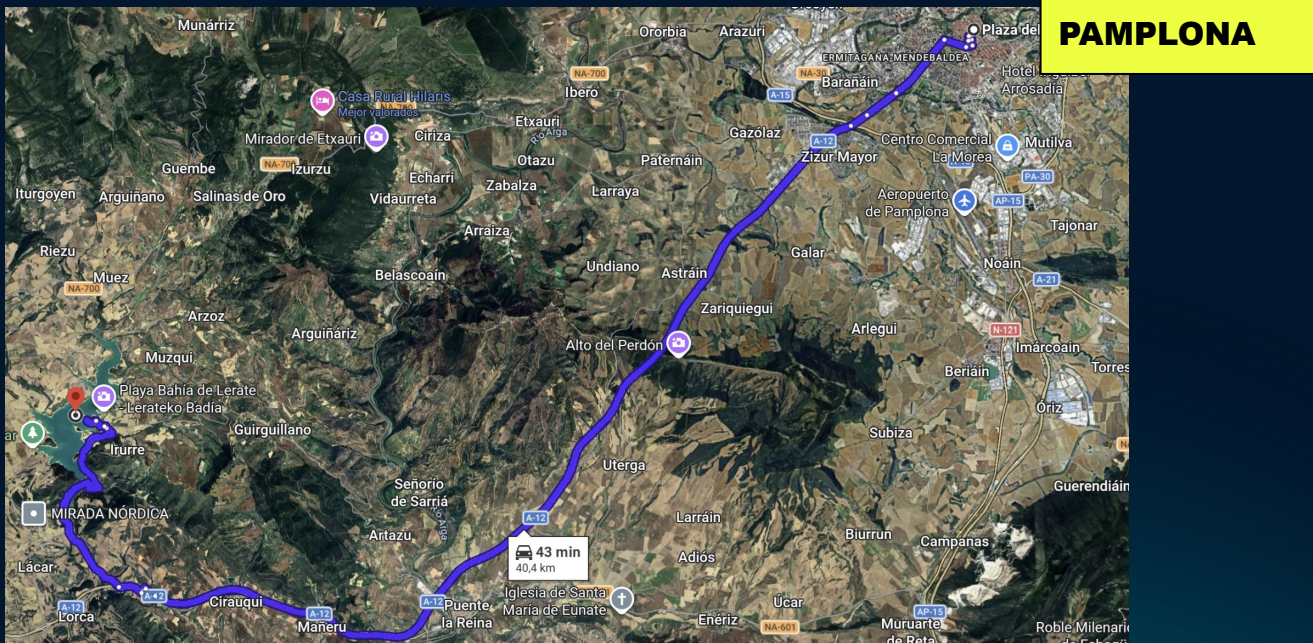 PAMPLONA
Munárriz
Ororbia
Arazuri
Plaza del
ERMITAGAÑA-MENDEBALDEA
NA-700
NA-30
Barañáin
Hotel
Arrosadía
Casa Rural Hilaris
Mejor valorados
Ibero
A-15
Mirador de Etxauri
Ciriza
Etxauri
Río Arga
Gazólaz
A-12
Centro Comercial
La Morea
Mutilva
Guembe
NA-700
Izurzu
Otazu
Paternáin
Zizur Mayor
Echarri
PA-30
Iturgoyen
Arguiñano
Salinas de Oro
Vidaurreta
Zabalza
Larraya
Aeropuerto
de Pamplona
AP-15
Tajonar
Arraiza
Riezu
Galar
Muez
Belascoaín
Undiano
Astráin
Noáin
A-21
NA-700
Arzoz
Zariquiegui
Arguiñáriz
Arlegui
N-121
Alto del Perdón
Imárcoain
Muzqui
Beriáin
Torres
Playa Bahía de Lerate
- Lerateko Badía
Óriz
Guirguillano
Subiza
Irurre
Uterga
Señorío
de Sarriá
Guerendiáin
MIRADA NÓRDICA
Río Arga
A-12
Larráin
Artazu
Biurrun
Campanas
43 min
40,4 km
Adiós
Lácar
Iglesia de Santa
María de Eunate
A-12
Cirauqui
A-12
Puente
la Reina
Úcar
A-12
Lorca
A-12
Mañeru
Enériz
NA-601
AP-15
Muruarte
de Reta
Roble Milenario